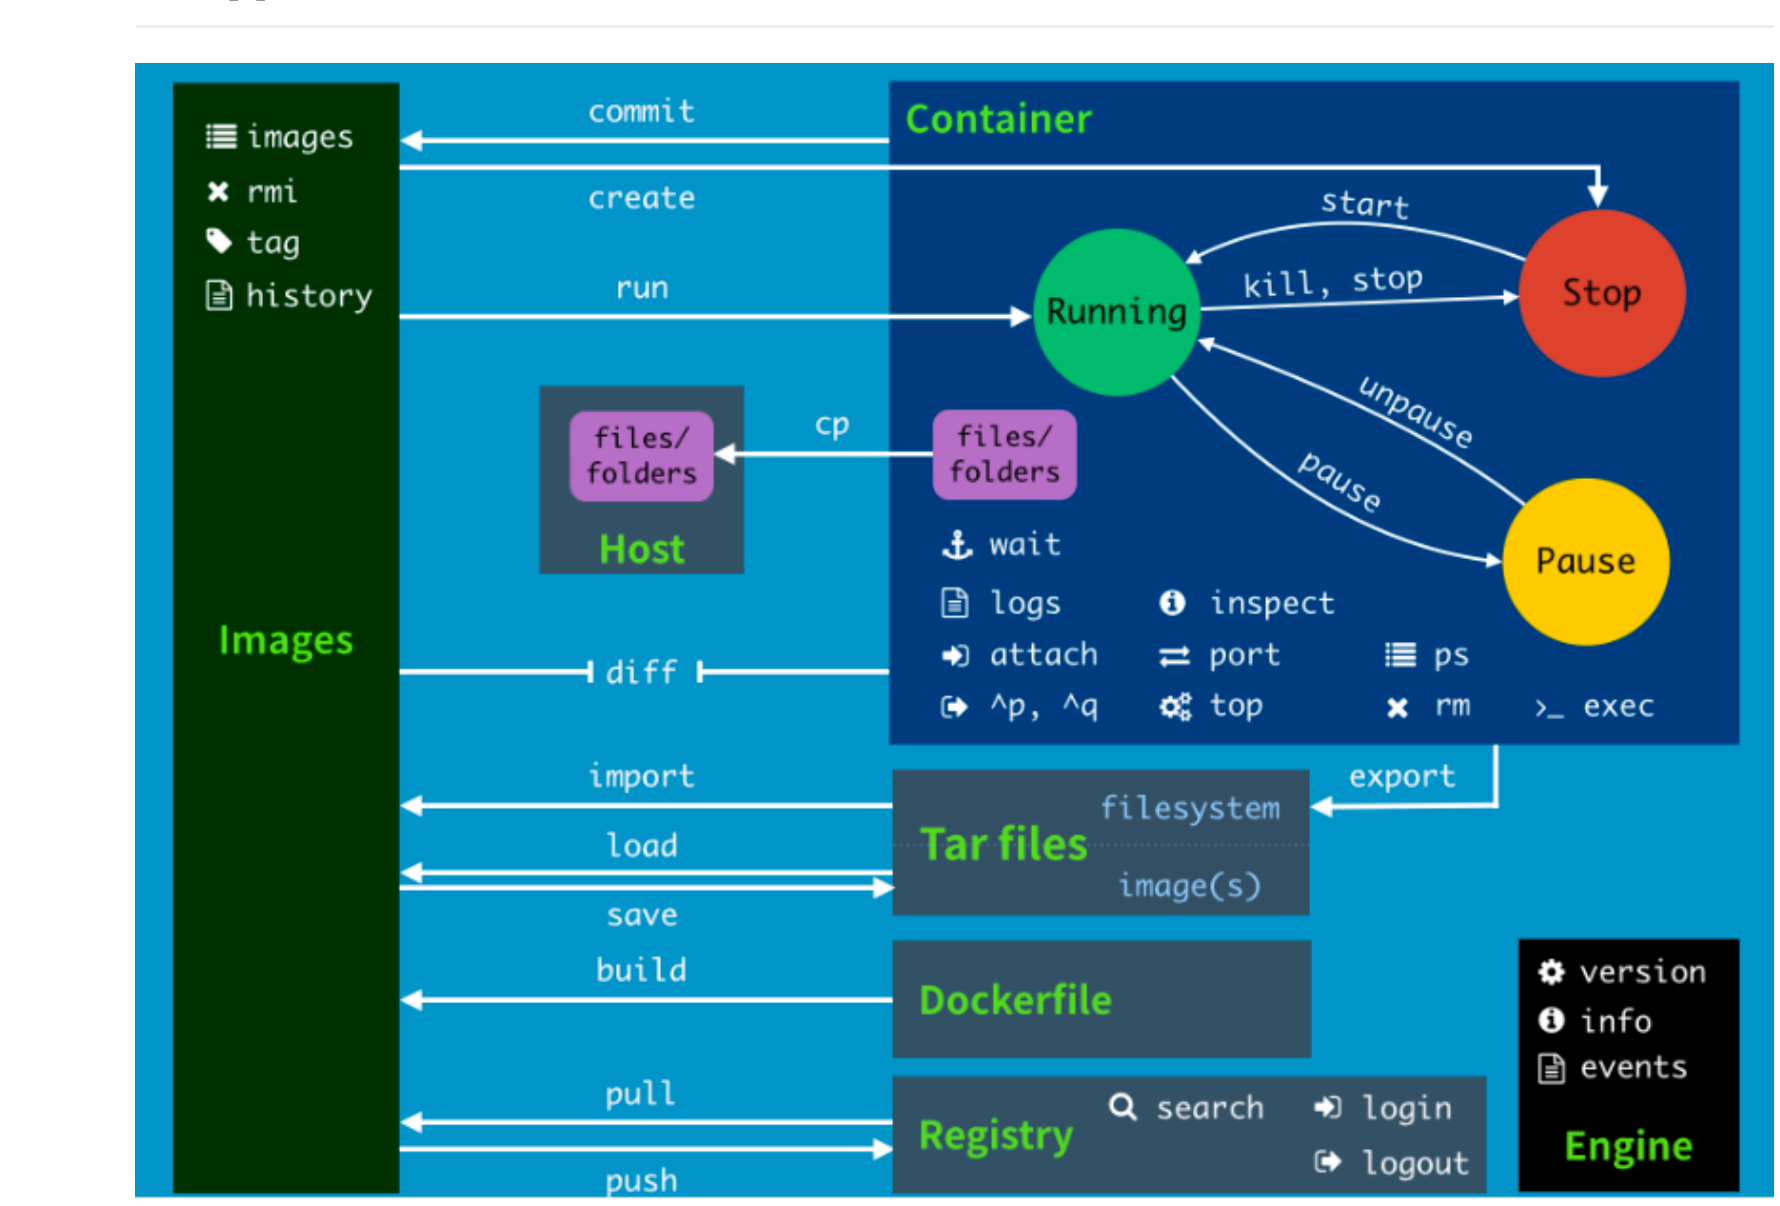 images
rmi
tag
history
Images
commit
create
run
cp
files/
folders
Host
diff
import
load
save
build
pull
push
Container
start
kill, stop
Running
Stop
unpause
pause
Pause
files/
folders
wait
logs
inspect
attach
port
ps
^p, ^q
top
rm
>_ exec
export
filesystem
Tar files
image(s)
Dockerfile
Registry
search
login
logout
version
info
events
Engine